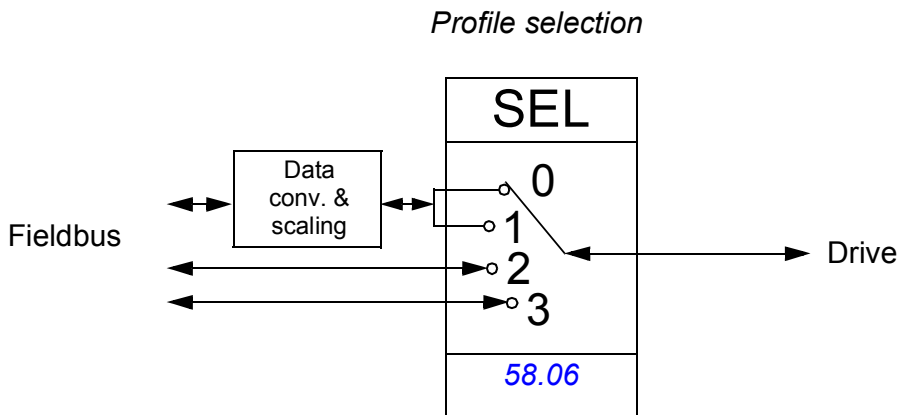 Profile selection
SEL
Data
conv. &
scaling
0
1
2
3
Fieldbus
Drive
58.06